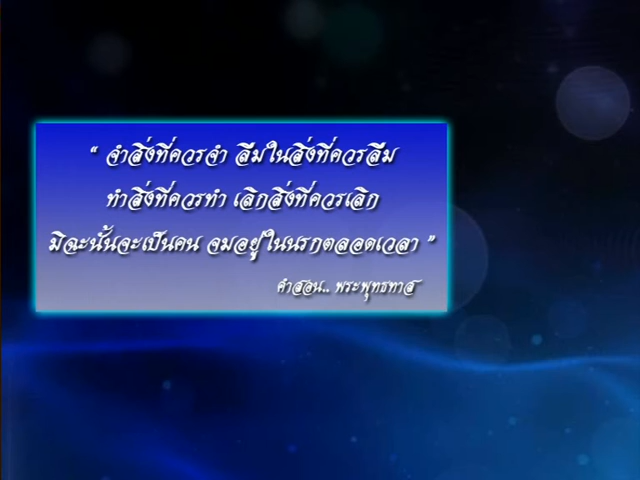 “ จำสิ่งที่ควรจำ ลืมในสิ่งที่ควรลืม
ทำสิ่งที่ควรทำ เลิกสิ่งที่ควรเลิก
มิฉะนั้นจะเป็นคน จมอยู่ในนรกตลอดเวลา ”
คำสอน.. พระพุทธทาส